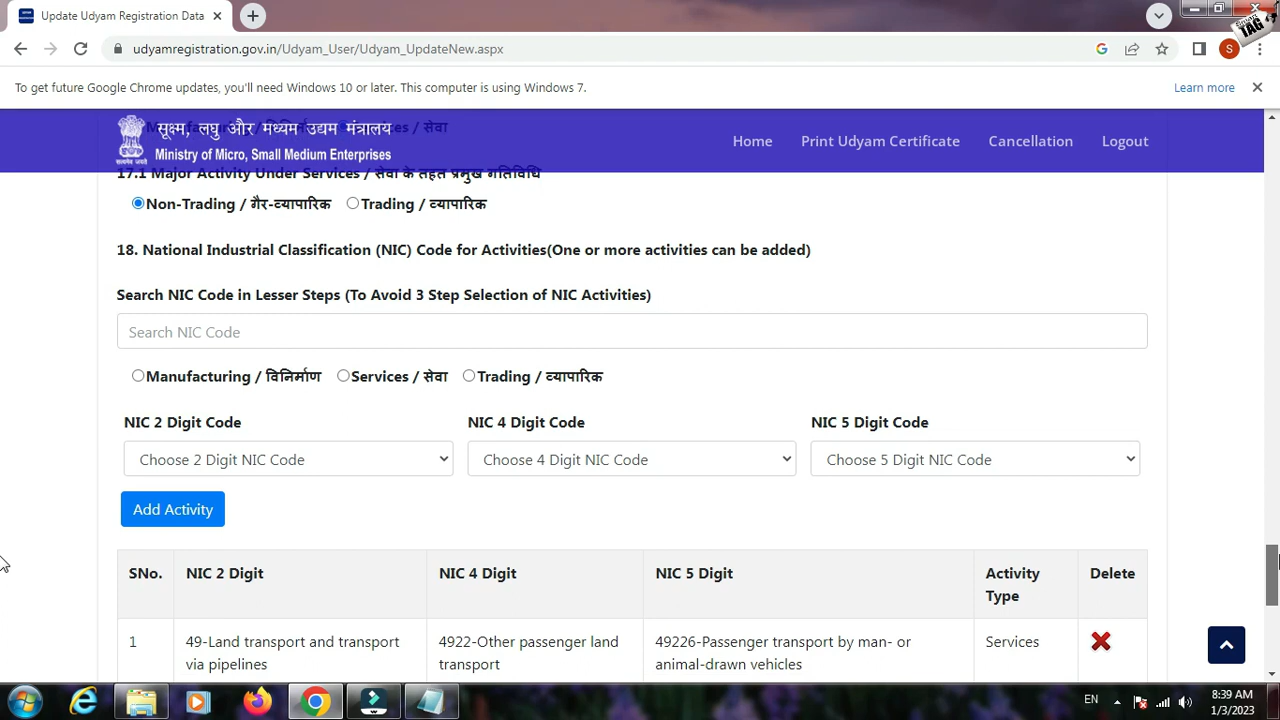 Update Udyam Registration Data
udyamregistration.gov.in/Udyam_User/Udyam_UpdateNew.aspx
S
TAG
To get future Google Chrome updates, you'll need Windows 10 or later. This computer is using Windows 7.
Learn more
सूक्ष्म, लघु और मध्यम उद्यम मंत्रालय
Ministry of Micro, Small Medium Enterprises
Home
Print Udyam Certificate
Cancellation
Logout
17.1 Major Activity Under Services / सेवा के तहत प्रमुख गतिविधि
Non-Trading / गैर-व्यापारिक Trading / व्यापारिक
18. National Industrial Classification (NIC) Code for Activities(One or more activities can be added)
Search NIC Code in Lesser Steps (To Avoid 3 Step Selection of NIC Activities)
Search NIC Code
Manufacturing / विनिर्माण Services / सेवा Trading / व्यापारिक
NIC 2 Digit Code NIC 4 Digit Code NIC 5 Digit Code
Choose 2 Digit NIC Code Choose 4 Digit NIC Code Choose 5 Digit NIC Code
Add Activity
SNo. NIC 2 Digit NIC 4 Digit NIC 5 Digit Activity Type Delete
1 49-Land transport and transport via pipelines 4922-Other passenger land transport 49226-Passenger transport by man- or animal-drawn vehicles Services
EN
8:39 AM
1/3/2023